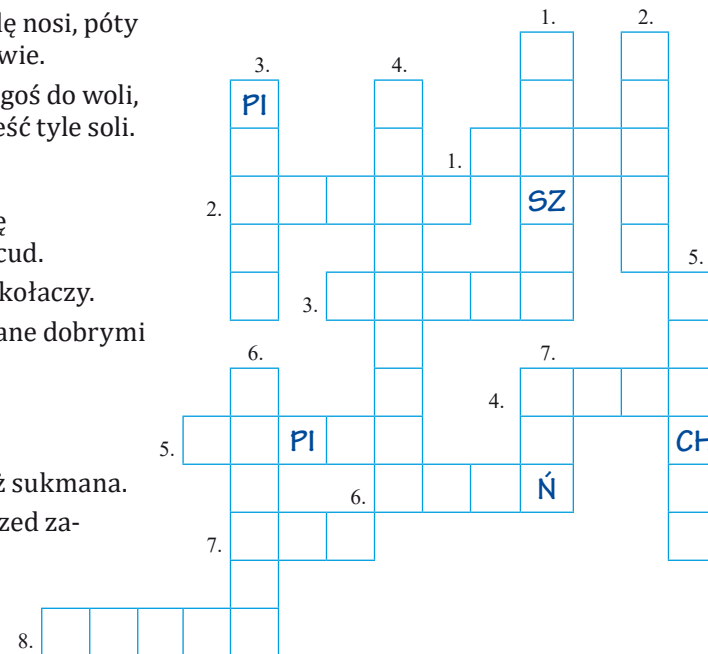 lę nosi, póty
wie.
goś do woli,
eść tyle soli.
ę
cud.
kołaczy.
ane dobrymi
ż sukmana.
zed za-
1.
2.
3.
4.
PI
1.
2.
SZ
5.
3.
6.
7.
4.
5.
PI
CH
6.
Ń
7.
8.